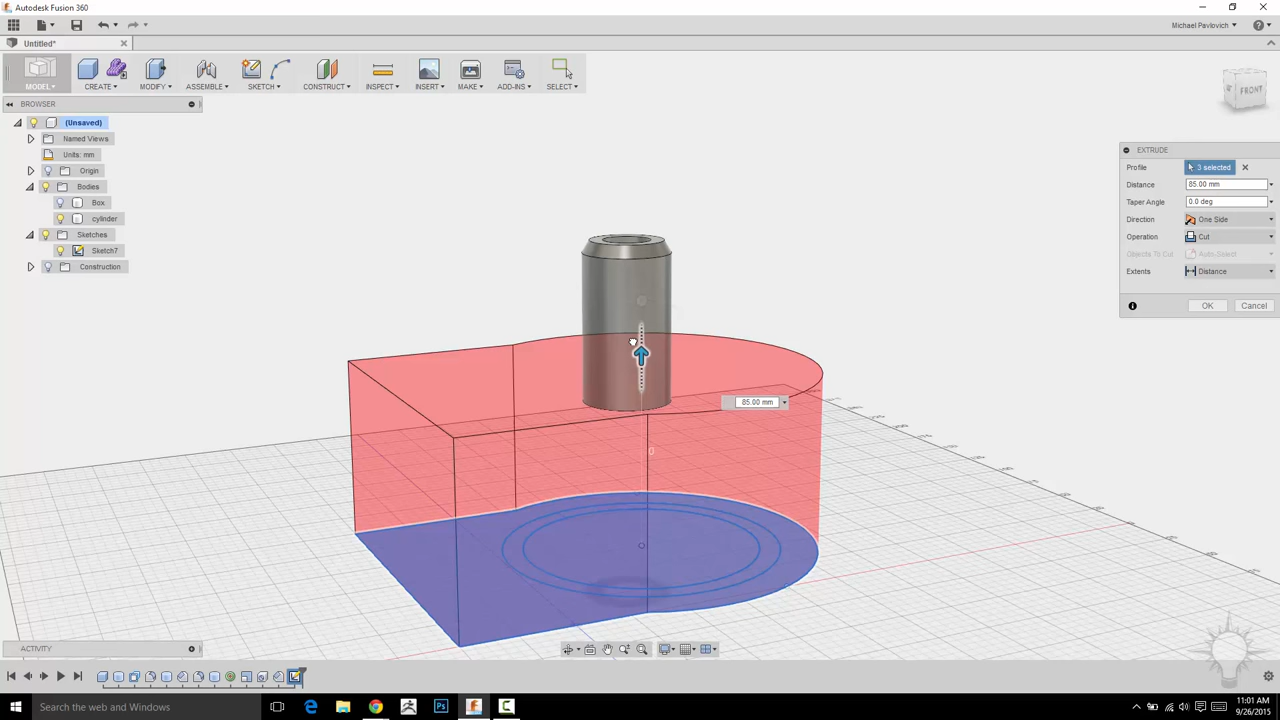 Autodesk Fusion 360
Michael Pavlovich
Untitled*
MODEL
CREATE
MODIFY
ASSEMBLE
SKETCH
CONSTRUCT
INSPECT
INSERT
MAKE
ADD-INS
SELECT
FRONT
BROWSER
(Unsaved)
Named Views
Units: mm
Origin
Bodies
Box
cylinder
Sketches
Sketch7
Construction
EXTRUDE
Profile 3 selected
Distance 85.00 mm
Taper Angle 0.0 deg
Direction One Side
Operation Cut
Objects To Cut Auto-Select
Extents Distance
OK Cancel
85.00 mm
0
ACTIVITY
Search the web and Windows
11:01 AM
9/26/2015